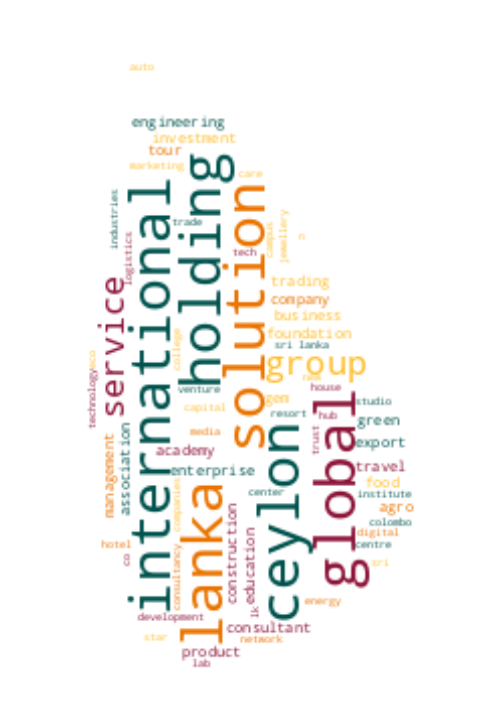 auto
engineering
investment
tour
marketing
care
holding
international
solution
industries
trade
campus
jewellery
logistics
tech
service
trading
company
business
foundation
sri lanka
college
group
eco
technology
venture
house
capital
gem
studio
resort
hub
green
global
ceylon
media
trust
association
management
academy
export
enterprise
travel
food
companies
center
institute
lanka
agro
construction
colombo
education
digital
hotel
centre
co
consultancy
sri
energy
lk
development
consultant
star
network
product
lab